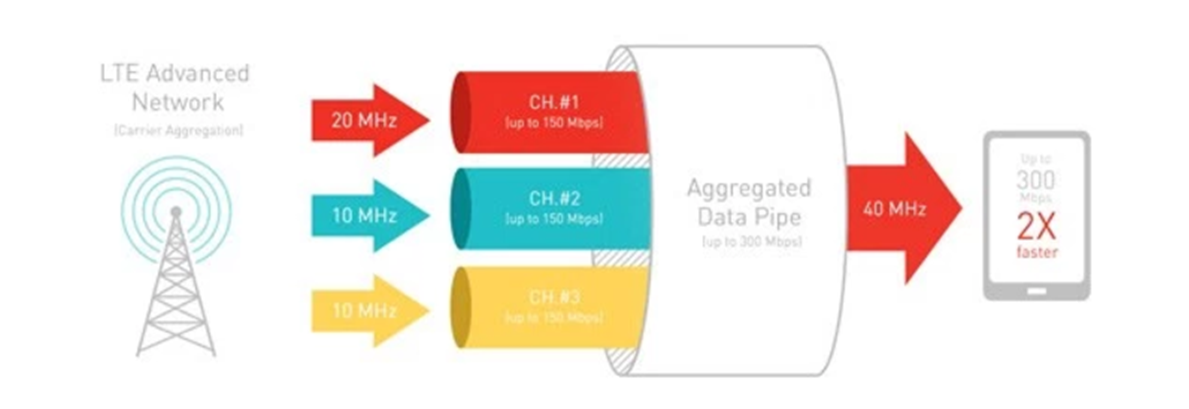 LTE Advanced
Network
(Carrier Aggregation)
20 MHz
CH.#1
(up to 150 Mbps)
10 MHz
CH.#2
(up to 150 Mbps)
10 MHz
CH.#3
(up to 150 Mbps)
Aggregated
Data Pipe
(up to 300 Mbps)
40 MHz
Up to
300
Mbps
2X
faster